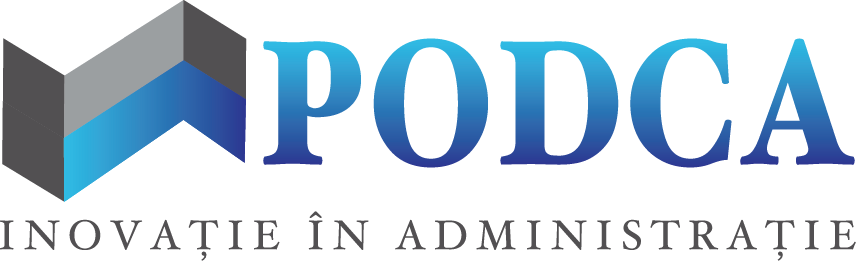 PODCA
INOVAȚIE ÎN ADMINISTRAȚIE